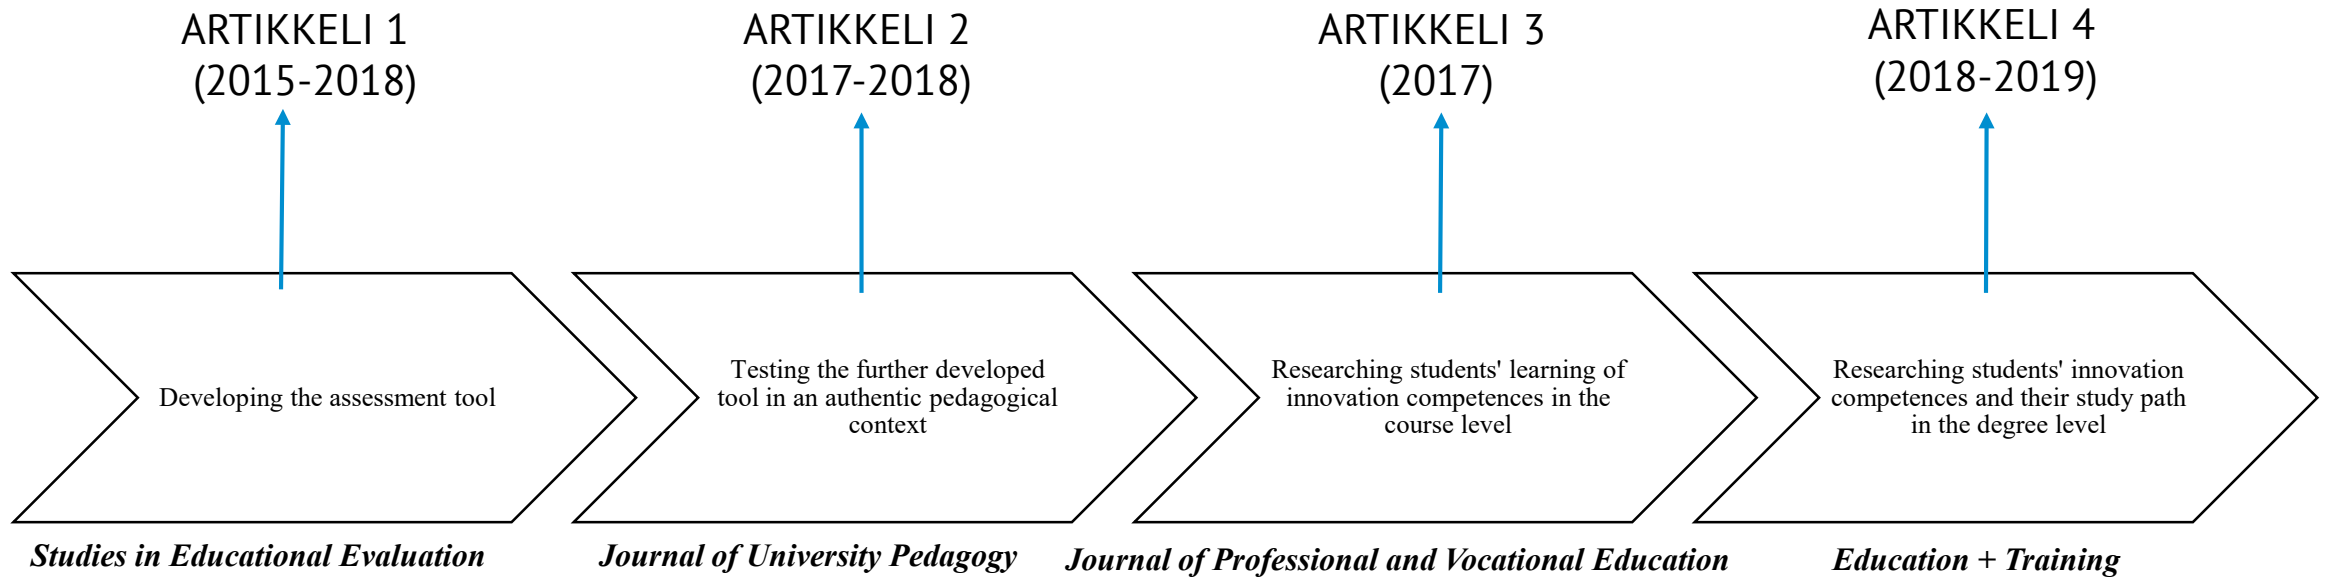 ARTIKKELI 1
(2015-2018)
ARTIKKELI 2
(2017-2018)
ARTIKKELI 3
(2017)
ARTIKKELI 4
(2018-2019)
Developing the assessment tool
Testing the further developed
tool in an authentic pedagogical
context
Researching students' learning of
innovation competences in the
course level
Researching students' innovation
competences and their study path
in the degree level
Studies in Educational Evaluation
Journal of University Pedagogy
Journal of Professional and Vocational Education
Education + Training